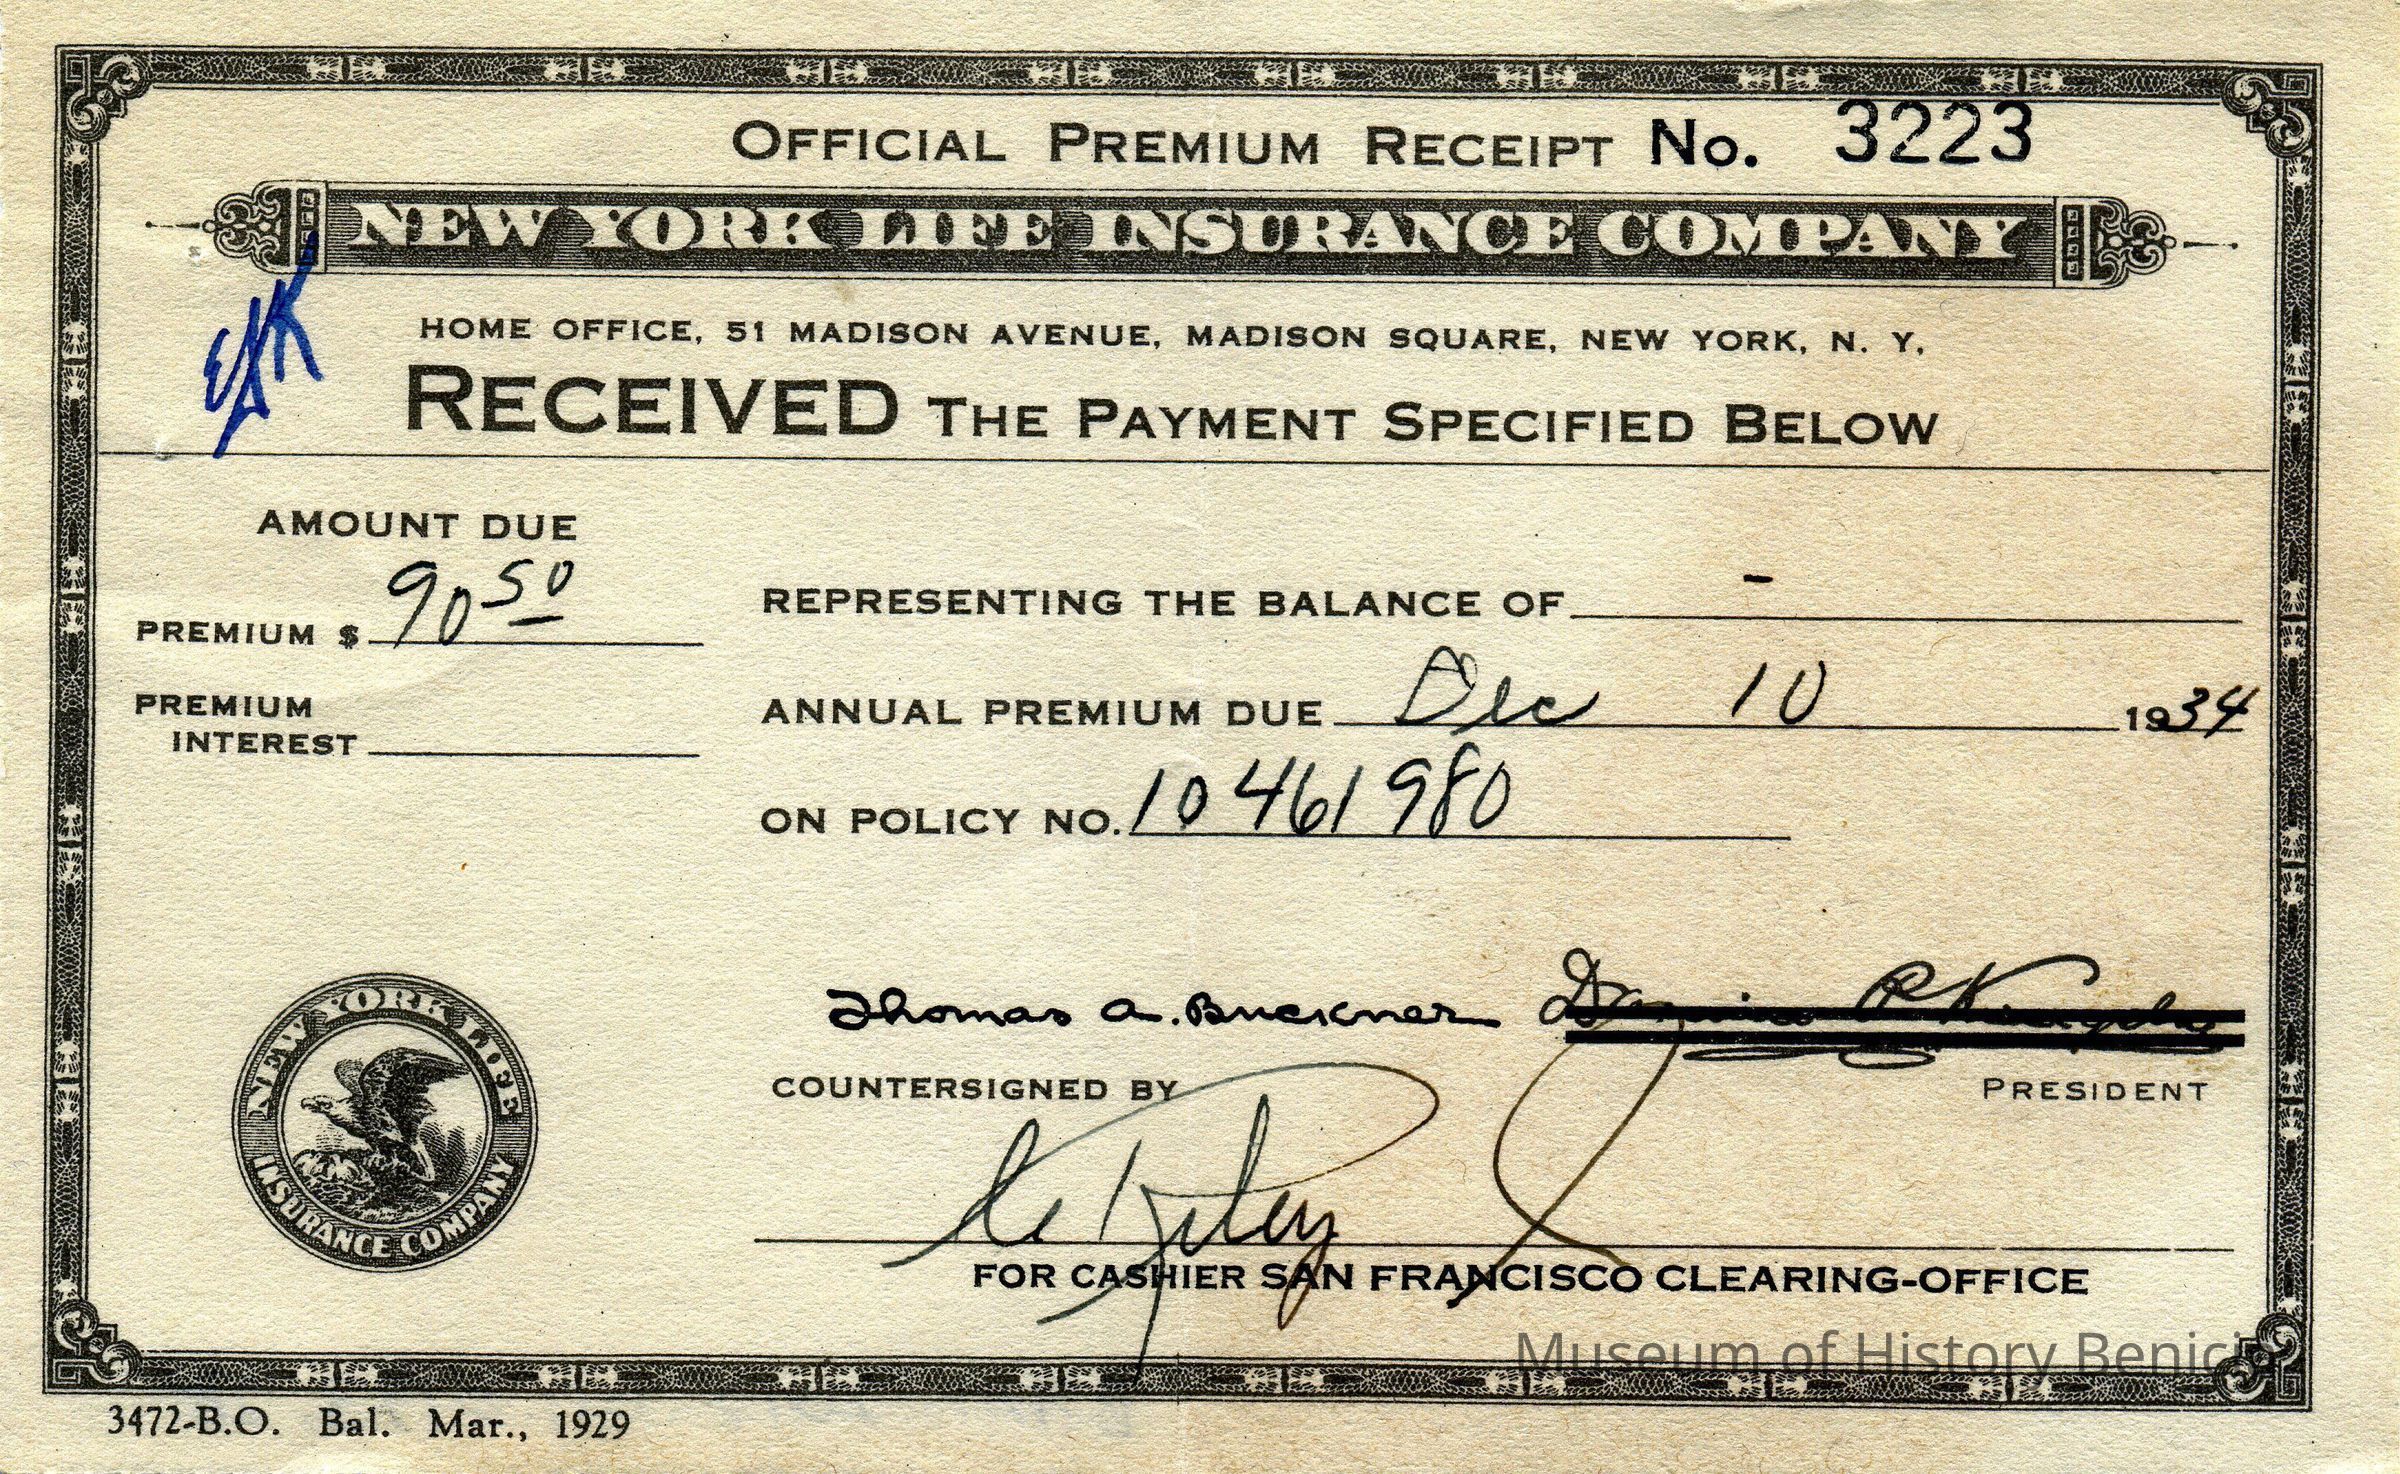 OFFICIAL PREMIUM RECEIPT No. 3223
NEW YORK LIFE INSURANCE COMPANY
HOME OFFICE, 51 MADISON AVENUE, MADISON SQUARE, NEW YORK, N. Y,
RECEIVED THE PAYMENT SPECIFIED BELOW
AMOUNT DUE
PREMIUM $ 90 50
PREMIUM
INTEREST
REPRESENTING THE BALANCE OF -
ANNUAL PREMIUM DUE Dec 10 1934
ON POLICY NO. 10461980
Thomas A. Buckner
COUNTERSIGNED BY
PRESIDENT
FOR CASHIER SAN FRANCISCO CLEARING-OFFICE
NEW YORK LIFE
INSURANCE COMPANY
Museum of History Benicia
3472-B.O. Bal. Mar., 1929